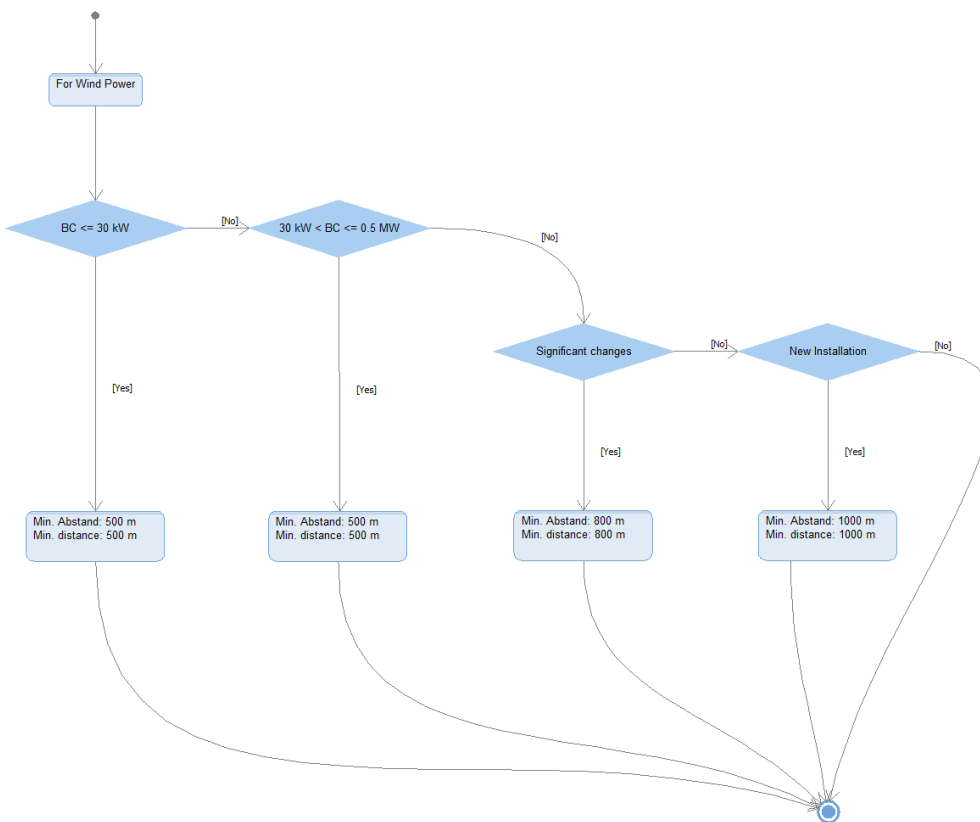 For Wind Power
BC <= 30 kW
[No]
30 kW < BC <= 0.5 MW
[No]
Significant changes
[No]
New Installation
[No]
[Yes]
[Yes]
[Yes]
[Yes]
Min. Abstand: 500 m
Min. distance: 500 m
Min. Abstand: 500 m
Min. distance: 500 m
Min. Abstand: 800 m
Min. distance: 800 m
Min. Abstand: 1000 m
Min. distance: 1000 m